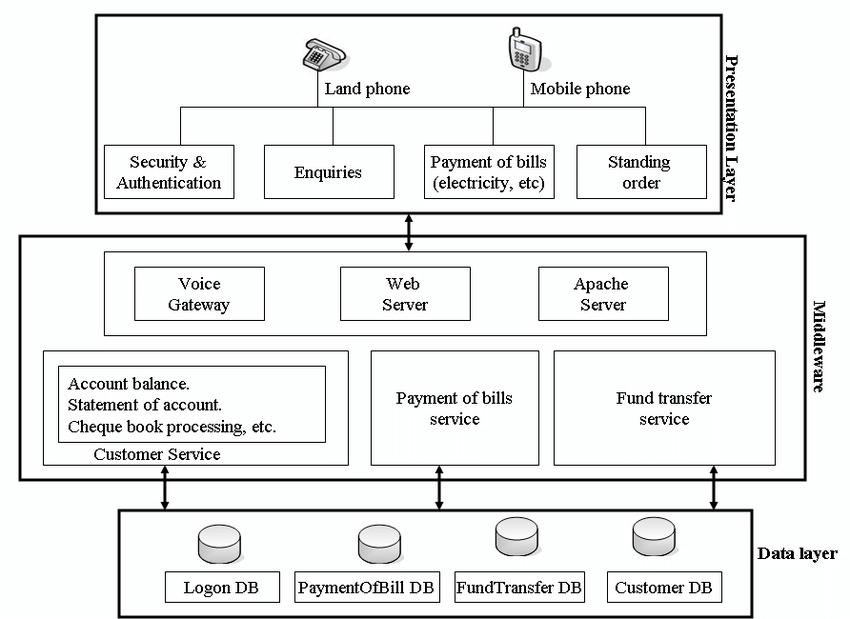 Land phone
Mobile phone
Presentation Layer
Security &
Authentication
Enquiries
Payment of bills
(electricity, etc)
Standing
order
Voice
Gateway
Web
Server
Apache
Server
Middleware
Account balance.
Statement of account.
Cheque book processing, etc.
Customer Service
Payment of bills
service
Fund transfer
service
Data layer
Logon DB
PaymentOfBill DB
FundTransfer DB
Customer DB